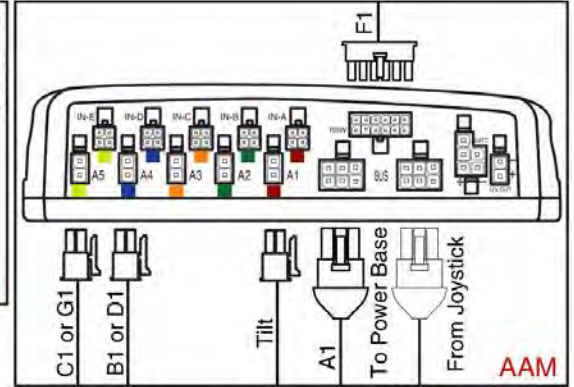 F1
IN-E IN-D IN-C IN-B IN-A
BUS
A5 A4 A3 A2 A1
C1 or G1
B1 or D1
Tilt
A1
To Power Base
From Joystick
AAM